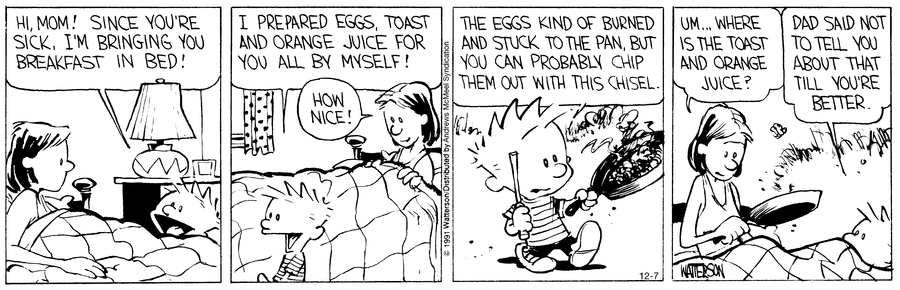 HI, MOM! SINCE YOU'RE
SICK, I'M BRINGING YOU
BREAKFAST IN BED!
I PREPARED EGGS, TOAST
AND ORANGE JUICE FOR
YOU ALL BY MYSELF!
HOW
NICE!
© 1991 Watterson/Distributed by Andrews McMeel Syndication
THE EGGS KIND OF BURNED
AND STUCK TO THE PAN, BUT
YOU CAN PROBABLY CHIP
THEM OUT WITH THIS CHISEL.
12-7
UM... WHERE
IS THE TOAST
AND ORANGE
JUICE?
DAD SAID NOT
TO TELL YOU
ABOUT THAT
TILL YOU'RE
BETTER.
WATTERSON